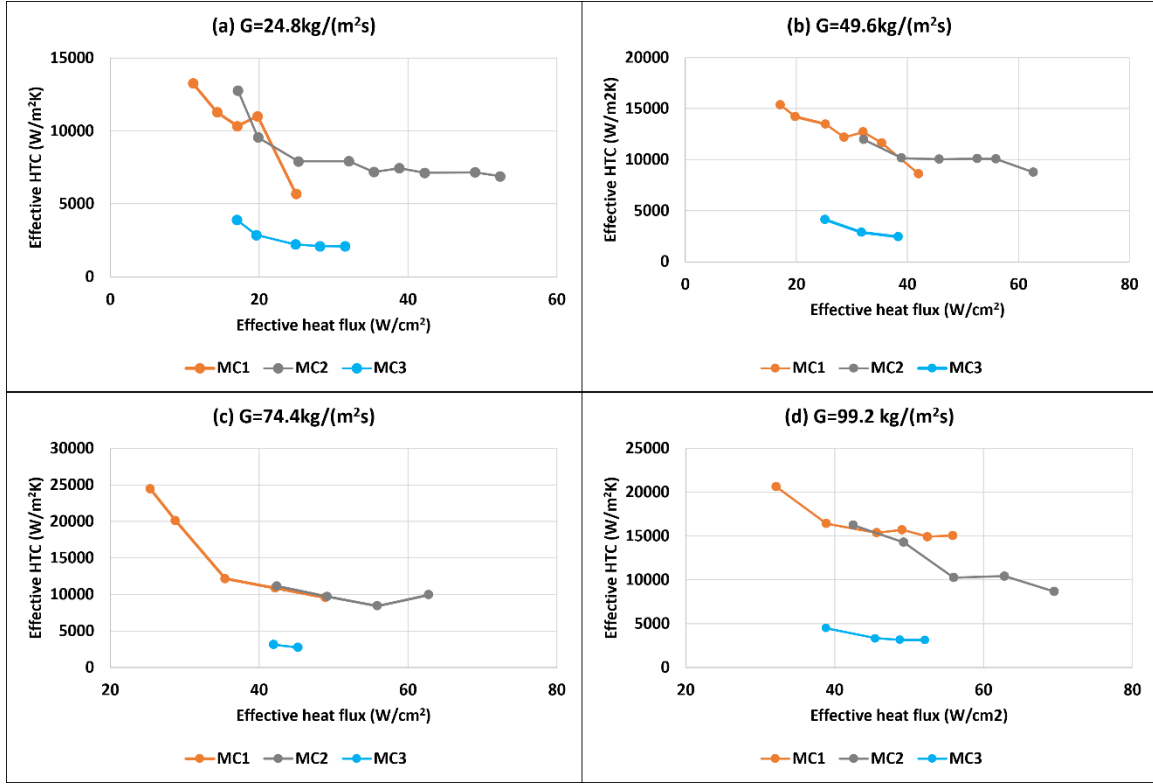 (a) G=24.8kg/(m²s)
Effective HTC (W/m²K)
15000
10000
5000
0
0 20 40 60
Effective heat flux (W/cm²)
MC1 MC2 MC3
(b) G=49.6kg/(m²s)
Effective HTC (W/m2K)
20000
15000
10000
5000
0
0 20 40 60 80
Effective heat flux (W/cm²)
MC1 MC2 MC3
(c) G=74.4kg/(m²s)
Effective HTC (W/m²K)
30000
25000
20000
15000
10000
5000
0
20 40 60 80
Effective heat flux (W/cm²)
MC1 MC2 MC3
(d) G=99.2 kg/(m²s)
Effective HTC (W/m²K)
25000
20000
15000
10000
5000
0
20 40 60 80
Effective heat flux (W/cm2)
MC1 MC2 MC3